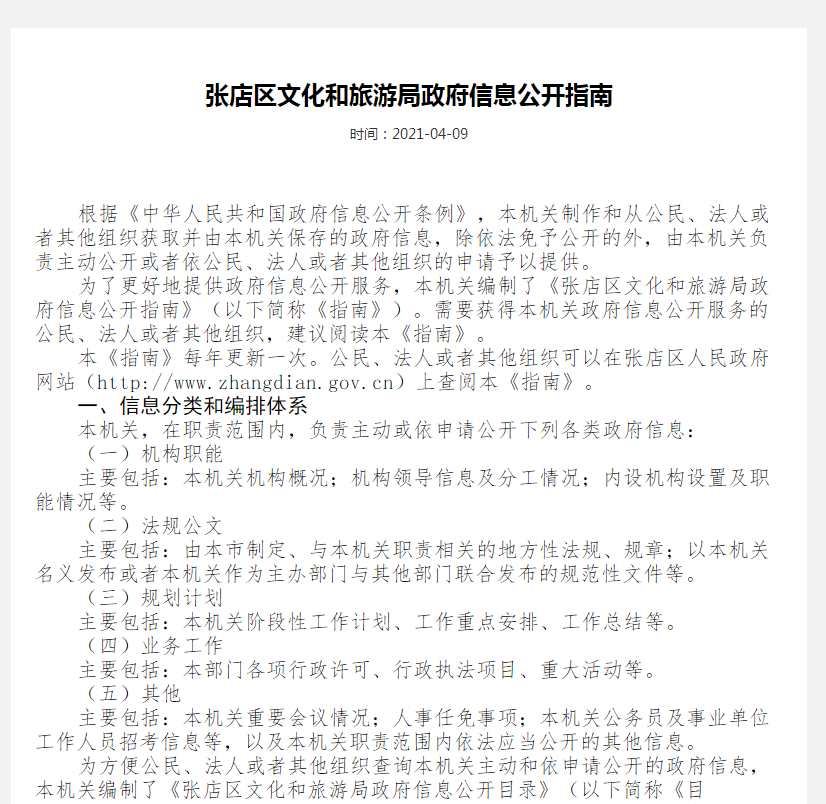 张店区文化和旅游局政府信息公开指南
时间：2021-04-09
根据《中华人民共和国政府信息公开条例》，本机关制作和从公民、法人或
者其他组织获取并由本机关保存的政府信息，除依法免予公开的外，由本机关负
责主动公开或者依公民、法人或者其他组织的申请予以提供。
为了更好地提供政府信息公开服务，本机关编制了《张店区文化和旅游局政
府信息公开指南》（以下简称《指南》）。需要获得本机关政府信息公开服务的
公民、法人或者其他组织，建议阅读本《指南》。
本《指南》每年更新一次。公民、法人或者其他组织可以在张店区人民政府
网站（http://www.zhangdian.gov.cn）上查阅本《指南》。
一、信息分类和编排体系
本机关，在职责范围内，负责主动或依申请公开下列各类政府信息：
（一）机构职能
主要包括：本机关机构概况；机构领导信息及分工情况；内设机构设置及职
能情况等。
（二）法规公文
主要包括：由本市制定、与本机关职责相关的地方性法规、规章；以本机关
名义发布或者本机关作为主办部门与其他部门联合发布的规范性文件等。
（三）规划计划
主要包括：本机关阶段性工作计划、工作重点安排、工作总结等。
（四）业务工作
主要包括：本部门各项行政许可、行政执法项目、重大活动等。
（五）其他
主要包括：本机关重要会议情况；人事任免事项；本机关公务员及事业单位
工作人员招考信息等，以及本机关职责范围内依法应当公开的其他信息。
为方便公民、法人或者其他组织查询本机关主动和依申请公开的政府信息，
本机关编制了《张店区文化和旅游局政府信息公开目录》（以下简称《目